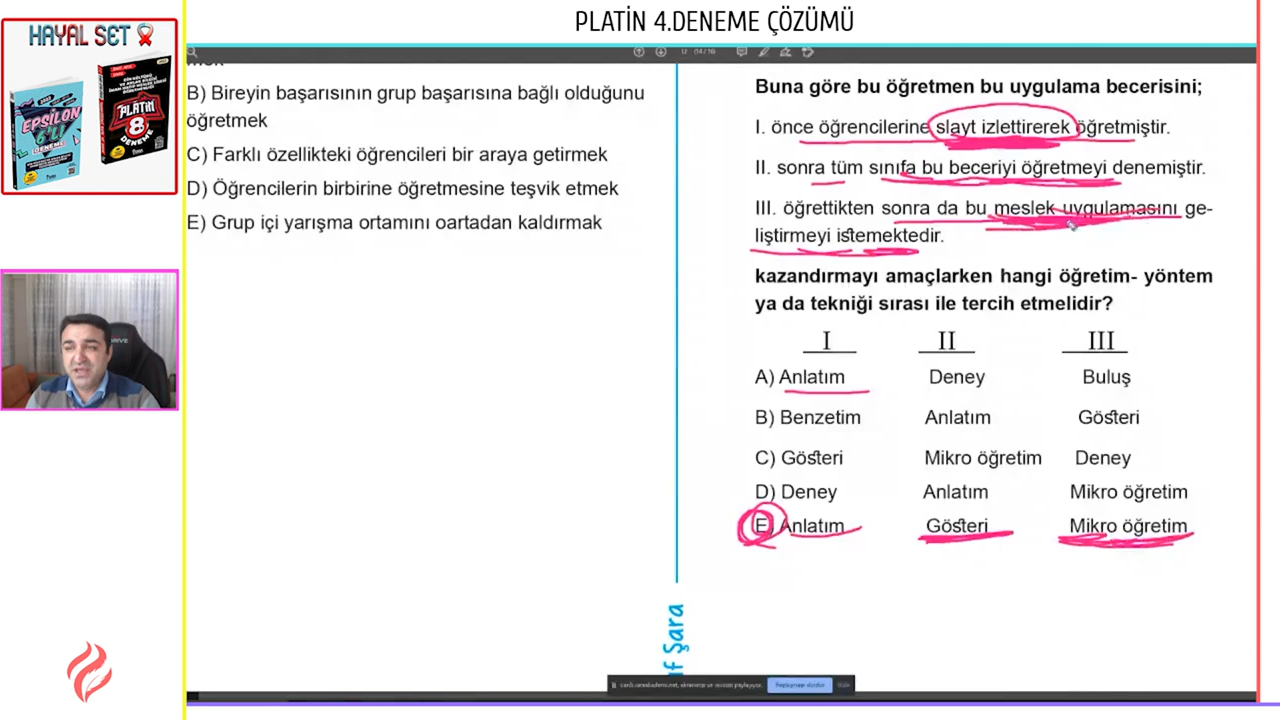 PLATİN 4.DENEME ÇÖZÜMÜ
HAYAL SET
EPSİLON
6'LI
DENEME
PLATİN
8
DENEME
B) Bireyin başarısının grup başarısına bağlı olduğunu
öğretmek
C) Farklı özellikteki öğrencileri bir araya getirmek
D) Öğrencilerin birbirine öğretmesine teşvik etmek
E) Grup içi yarışma ortamını oartadan kaldırmak
Buna göre bu öğretmen bu uygulama becerisini;
I. önce öğrencilerine slayt izlettirerek öğretmiştir.
II. sonra tüm sınıfa bu beceriyi öğretmeyi denemiştir.
III. öğrettikten sonra da bu meslek uygulamasını ge-
liştirmeyi istemektedir.
kazandırmayı amaçlarken hangi öğretim- yöntem
ya da tekniği sırası ile tercih etmelidir?
I II III
A) Anlatım Deney Buluş
B) Benzetim Anlatım Gösteri
C) Gösteri Mikro öğretim Deney
D) Deney Anlatım Mikro öğretim
E) Anlatım Gösteri Mikro öğretim
if Şara